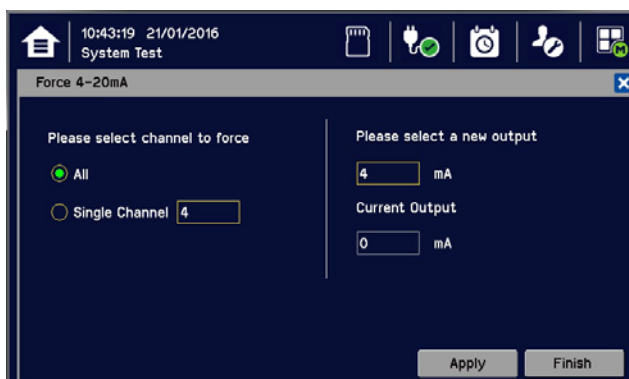 10:43:19 21/01/2016
System Test
M
Force 4-20mA
Please select channel to force
All
Single Channel 4
Please select a new output
4 mA
Current Output
0 mA
Apply
Finish